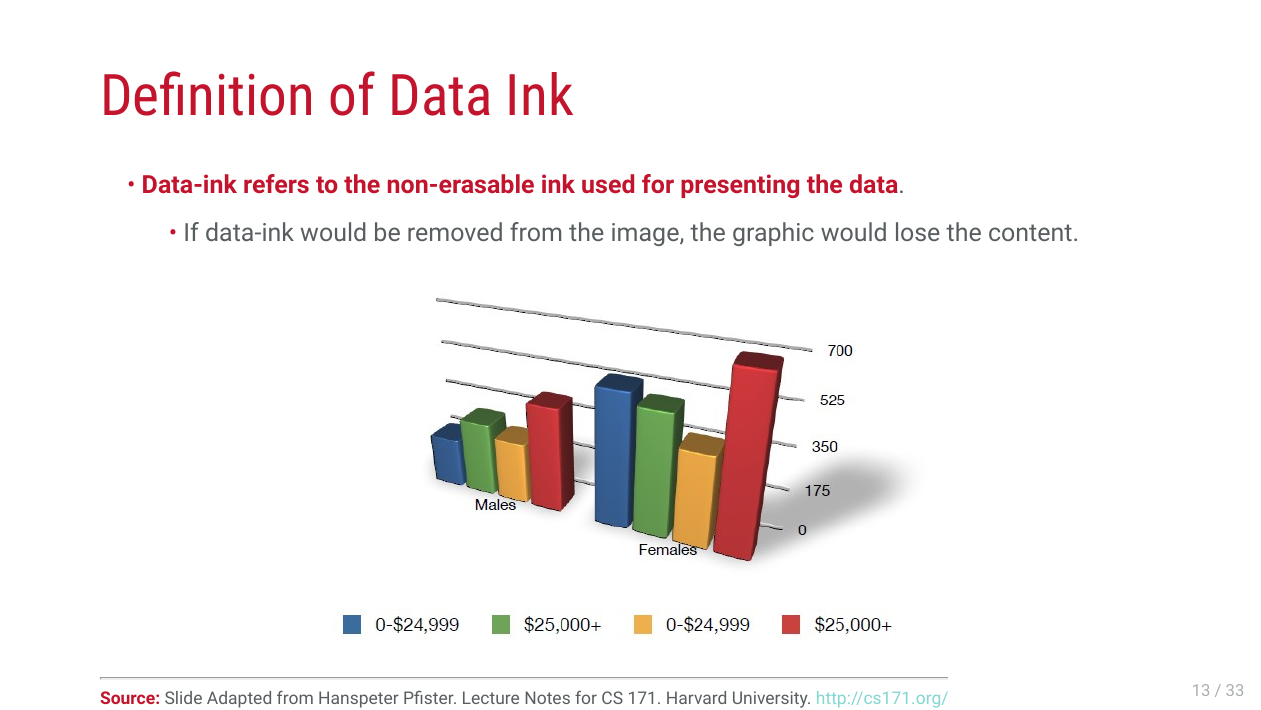 Definition of Data Ink
• Data-ink refers to the non-erasable ink used for presenting the data.
• If data-ink would be removed from the image, the graphic would lose the content.
700
525
350
175
0
Males
Females
0-$24,999 $25,000+ 0-$24,999 $25,000+
Source: Slide Adapted from Hanspeter Pfister. Lecture Notes for CS 171. Harvard University. http://cs171.org/
13 / 33